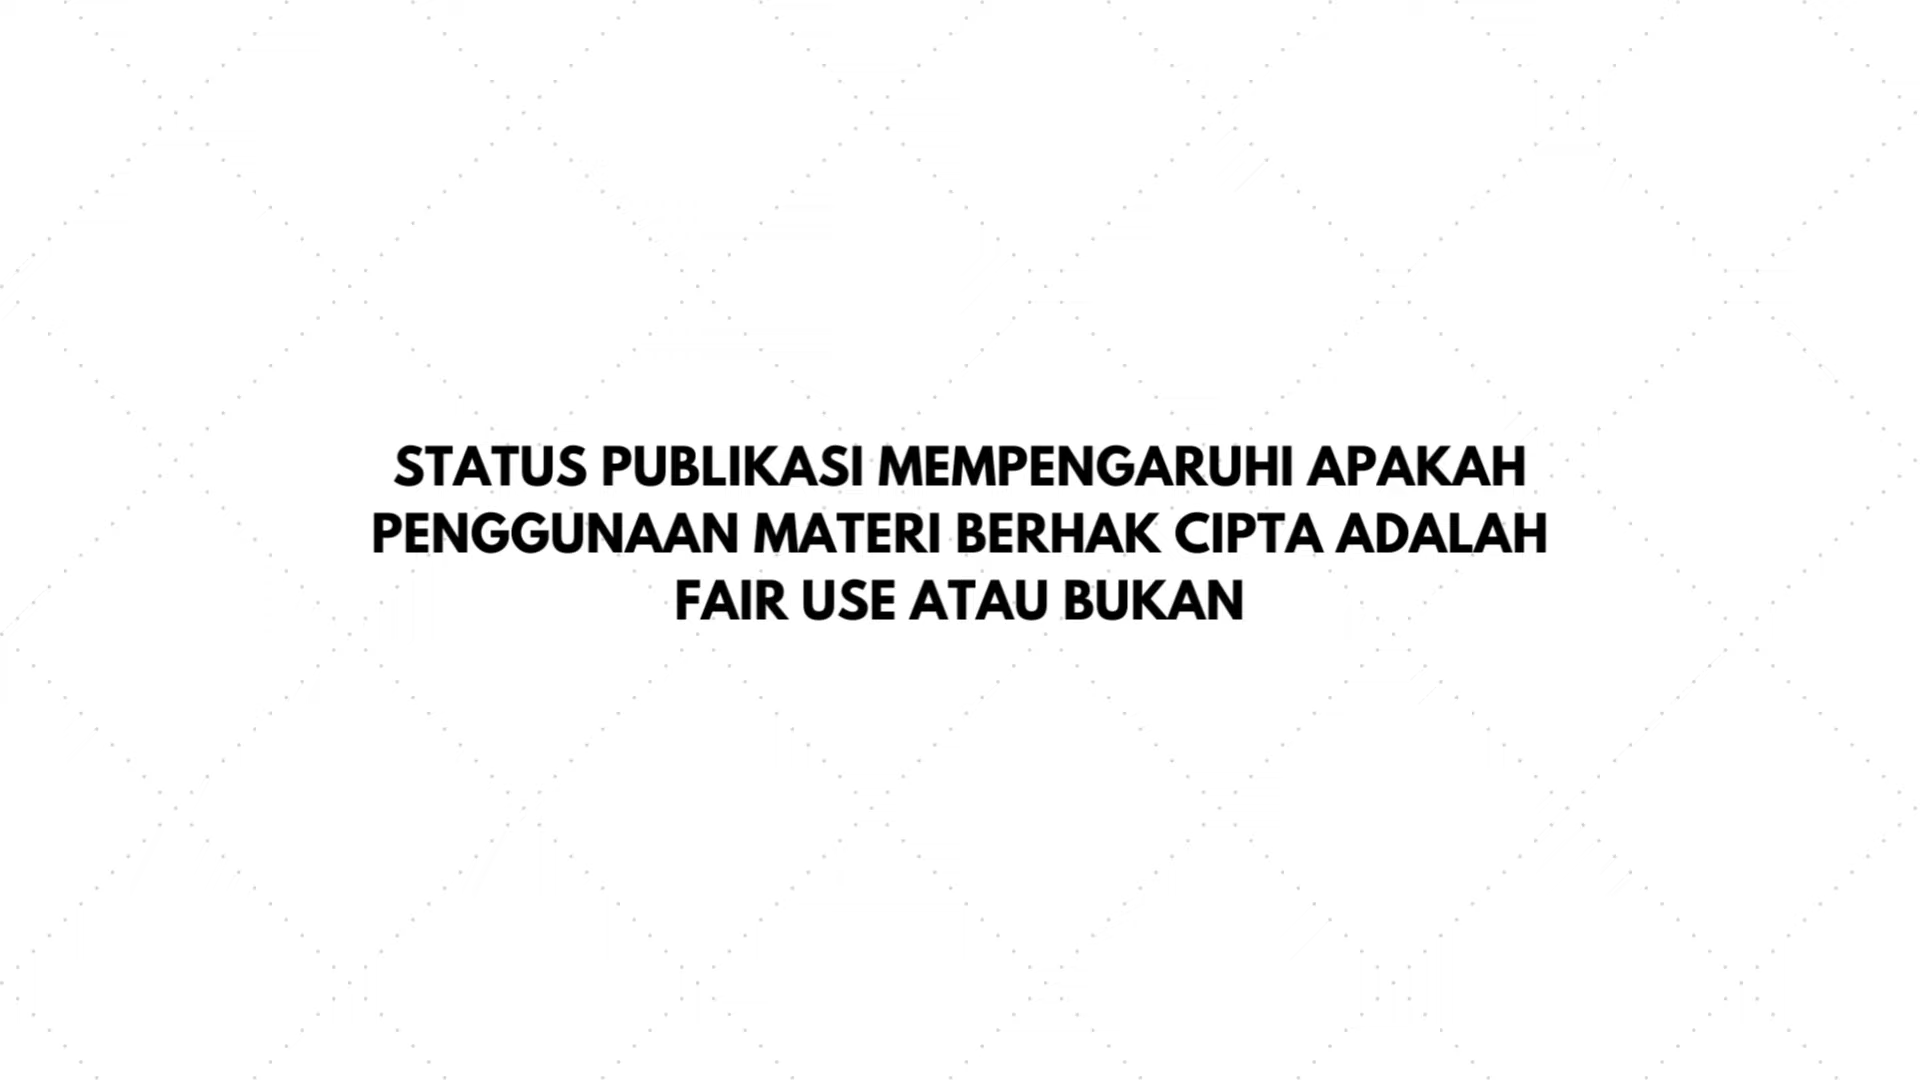 STATUS PUBLIKASI MEMPENGARUHI APAKAH
PENGGUNAAN MATERI BERHAK CIPTA ADALAH
FAIR USE ATAU BUKAN